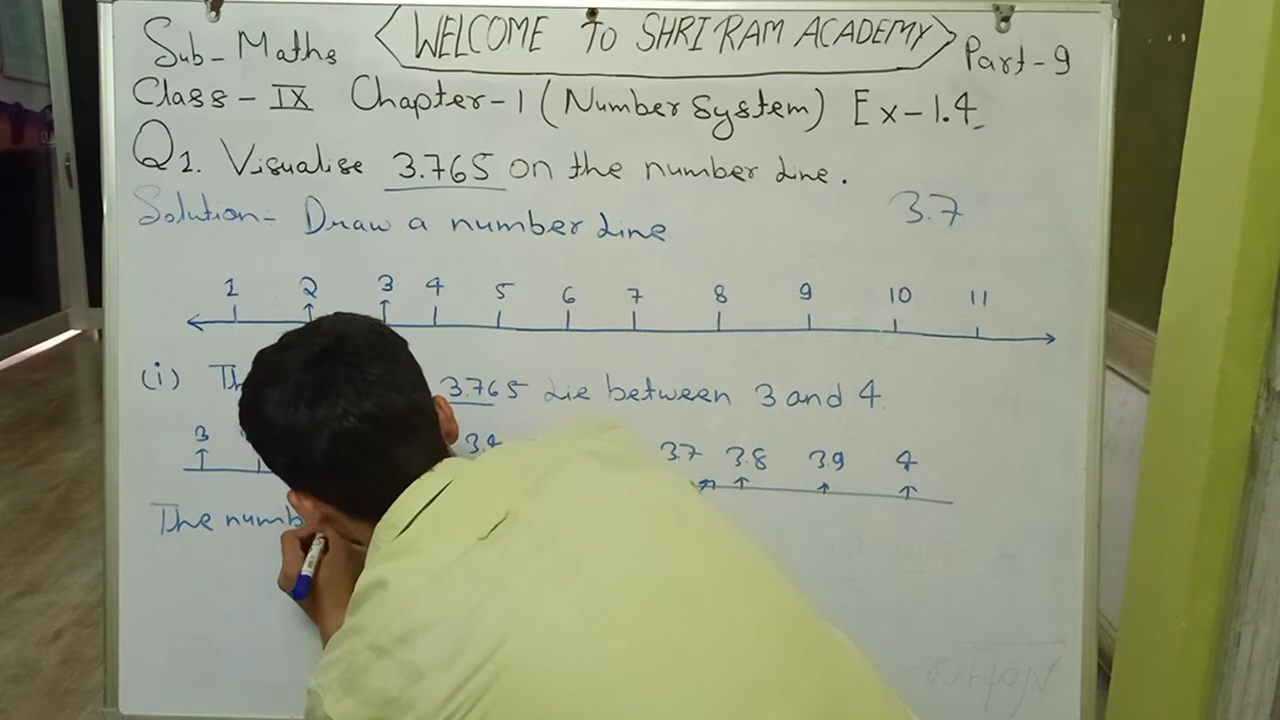 Sub-Maths WELCOME TO SHRI RAM ACADEMY Part-9
Class-IX Chapter-1 (Number System) Ex-1.4
Q1. Visualise 3.765 on the number line.
Solution- Draw a number line 3.7
1 2 3 4 5 6 7 8 9 10 11
(i) 3.765 lie between 3 and 4.
3 3.4 3.7 3.8 3.9 4
The numb